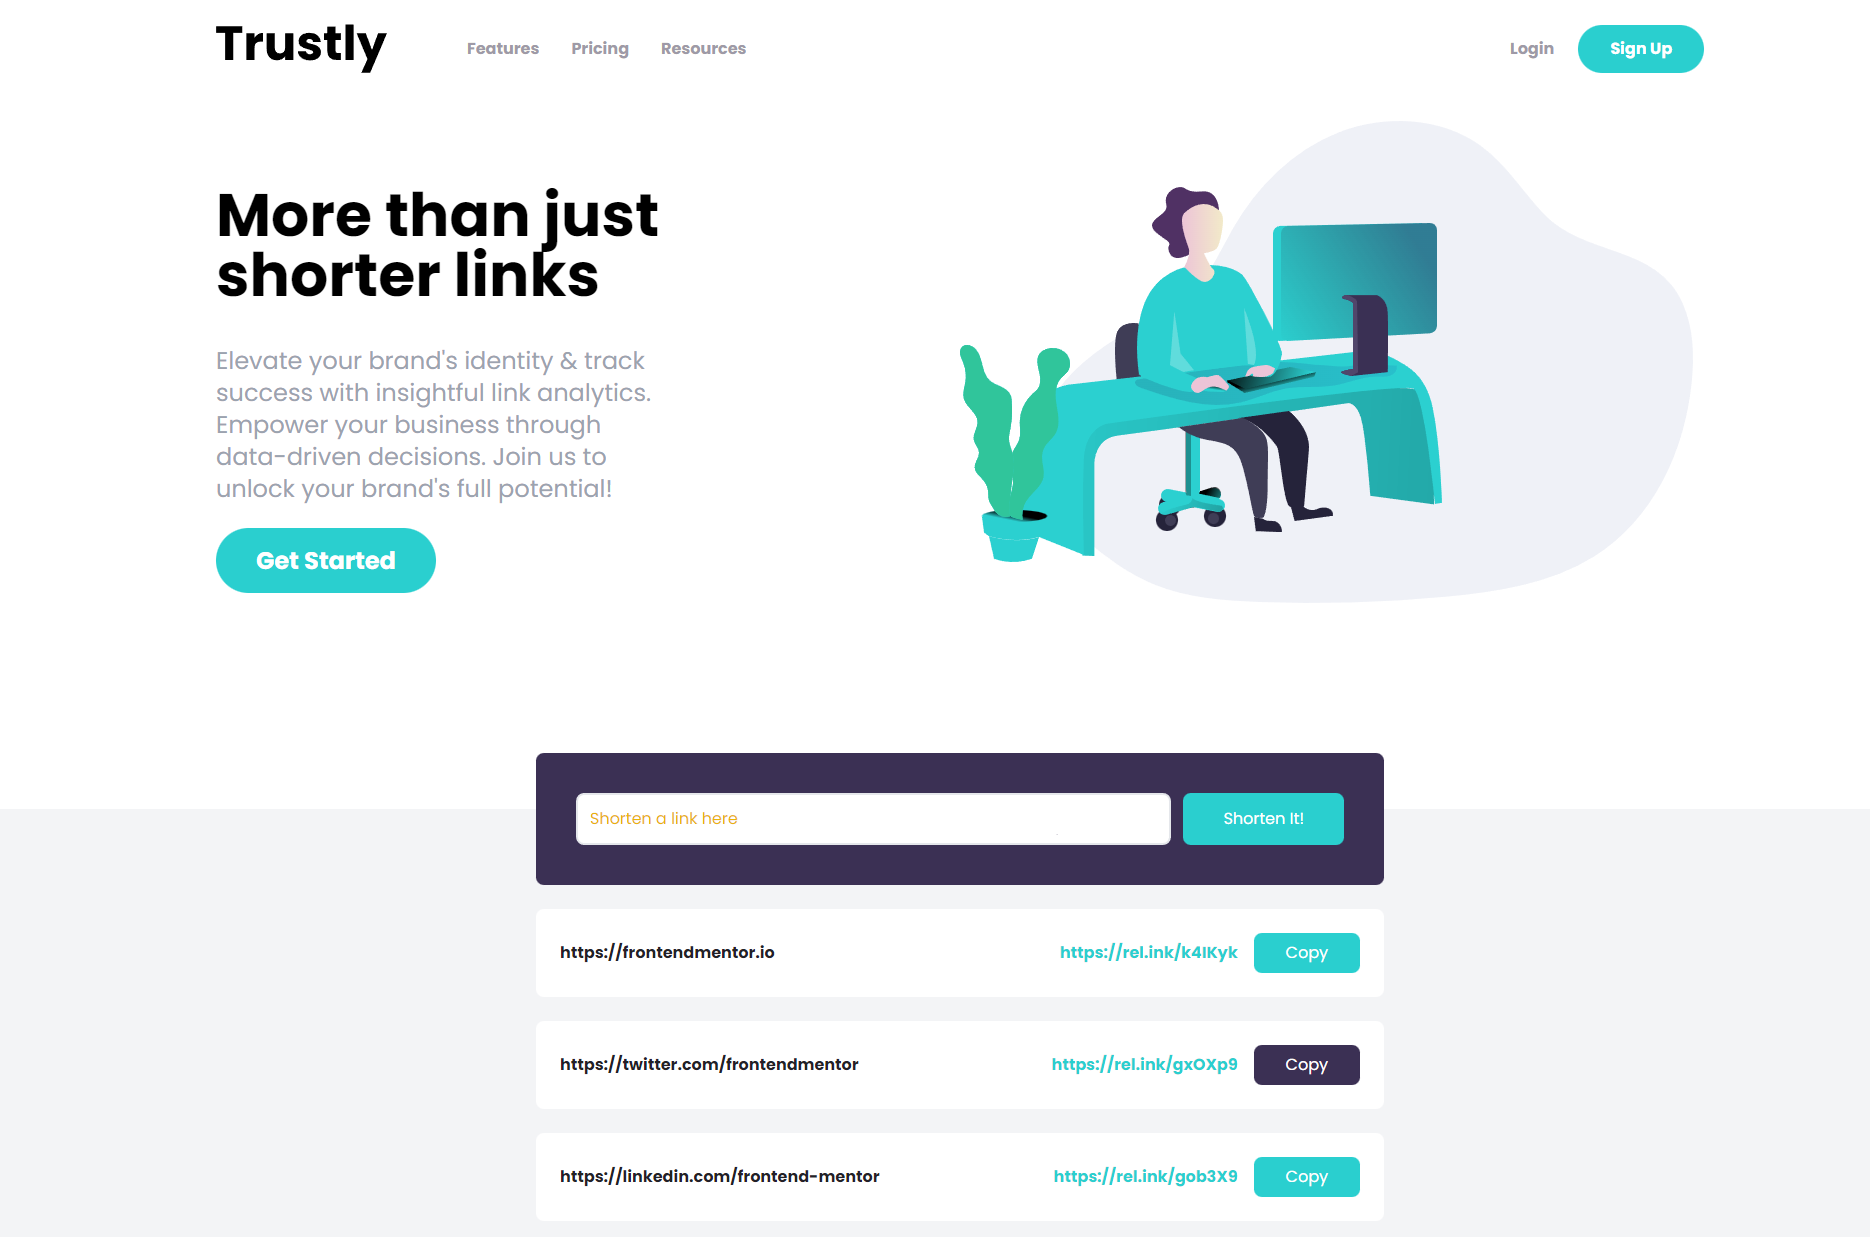 Trustly
Features
Pricing
Resources
Login
Sign Up
More than just
shorter links
Elevate your brand's identity & track
success with insightful link analytics.
Empower your business through
data-driven decisions. Join us to
unlock your brand's full potential!
Get Started
Shorten a link here
Shorten It!
https://frontendmentor.io
https://rel.ink/k4lKyk
Copy
https://twitter.com/frontendmentor
https://rel.ink/gxOXp9
Copy
https://linkedin.com/frontend-mentor
https://rel.ink/gob3X9
Copy